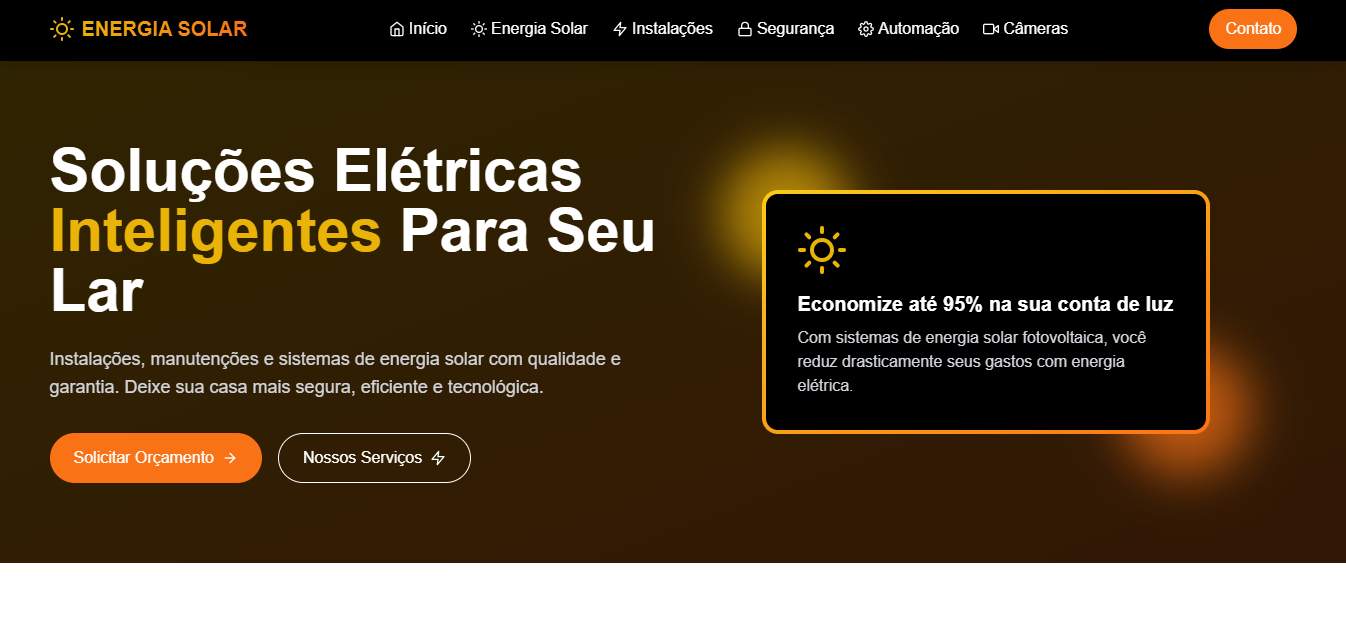 ENERGIA SOLAR
Início
Energia Solar
Instalações
Segurança
Automação
Câmeras
Contato
Soluções Elétricas
Inteligentes Para Seu
Lar
Instalações, manutenções e sistemas de energia solar com qualidade e
garantia. Deixe sua casa mais segura, eficiente e tecnológica.
Solicitar Orçamento
Nossos Serviços
Economize até 95% na sua conta de luz
Com sistemas de energia solar fotovoltaica, você
reduz drasticamente seus gastos com energia
elétrica.